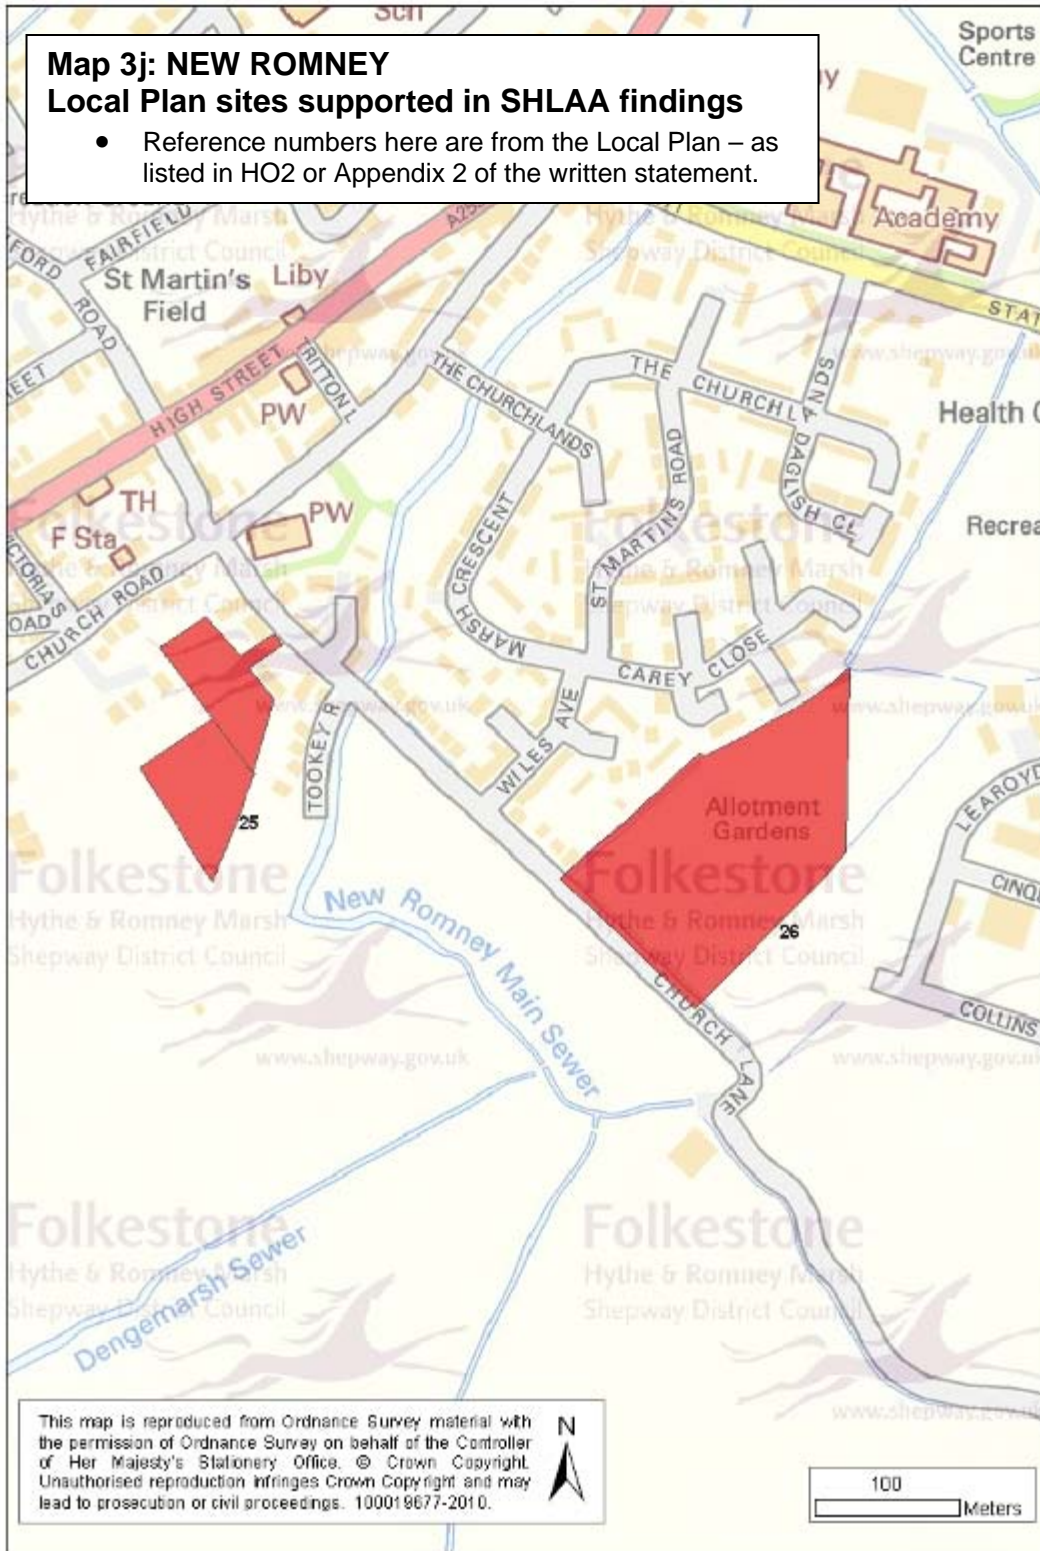 Sch
Map 3j: NEW ROMNEY
Local Plan sites supported in SHLAA findings
• Reference numbers here are from the Local Plan – as
listed in HO2 or Appendix 2 of the written statement.
Sports
Centre
Academy
FAIRFIELD
ROAD
St Martin's
Field
Liby
HIGH STREET
TRITTON L
PW
THE CHURCHLANDS
THE CHURCHLANDS
Health C
TH
F Sta
PW
CHURCH ROAD
MARSH CRESCENT
ST MARTINS ROAD
DAGLISH CL
Recrea
CAREY CLOSE
WILES AVE
TOOKEY R
25
Allotment
Gardens
26
LEAROYD
CINQU
COLLINS
CHURCH LANE
New Romney Main Sewer
Dengemarsh Sewer
Folkestone
Hythe & Romney Marsh
Shepway District Council
www.shepway.gov.uk
This map is reproduced from Ordnance Survey material with
the permission of Ordnance Survey on behalf of the Controller
of Her Majesty's Stationery Office. © Crown Copyright.
Unauthorised reproduction infringes Crown Copyright and may
lead to prosecution or civil proceedings. 100019677-2010.
N
100
Meters